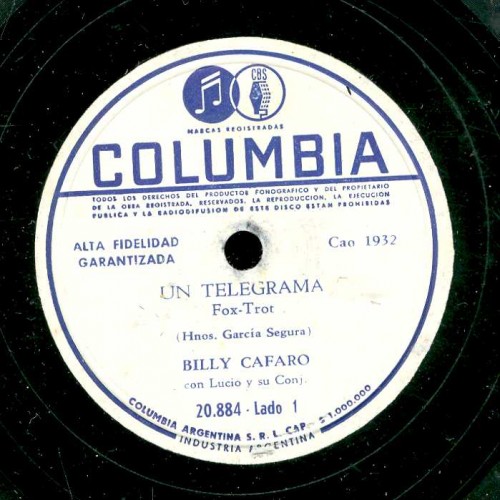 CBS
MARCAS REGISTRADAS
COLUMBIA
TODOS LOS DERECHOS DEL PRODUCTOR FONOGRAFICO Y DEL PROPIETARIO
DE LA OBRA REGISTRADA, RESERVADOS. LA REPRODUCCION, LA EJECUCION
PUBLICA Y LA RADIODIFUSION DE ESTE DISCO ESTAN PROHIBIDAS
ALTA FIDELIDAD
GARANTIZADA
Cao 1932
UN TELEGRAMA
Fox-Trot
(Hnos. García Segura)
BILLY CAFARO
con Lucio y su Conj.
20.884 - Lado 1
COLUMBIA ARGENTINA S. R. L. CAP. $ 1.000.000
INDUSTRIA ARGENTINA